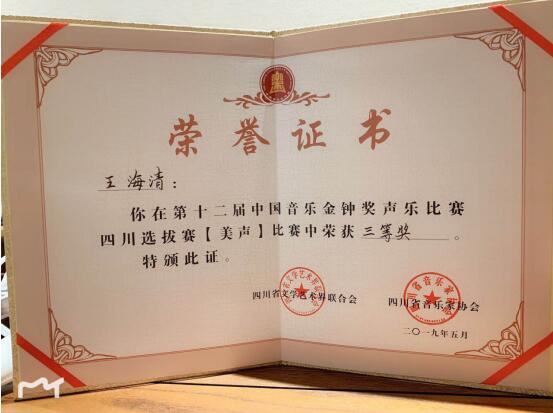 荣誉证书
王海清：
你在第十二届中国音乐金钟奖声乐比赛
四川选拔赛【美声】比赛中荣获三等奖。
特颁此证。
四川省文学艺术界联合会
四川省音乐家协会
二〇一九年五月